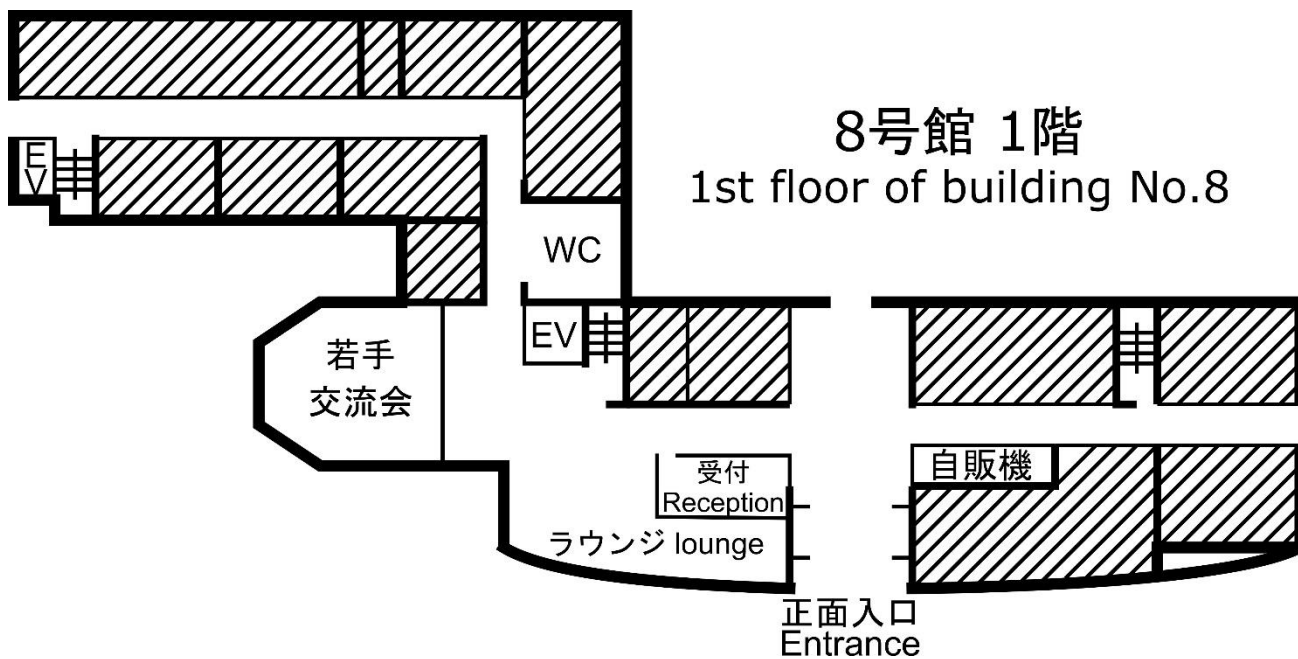 8号館 1階
1st floor of building No.8
E
V
WC
EV
若手
交流会
受付
Reception
自販機
ラウンジ lounge
正面入口
Entrance